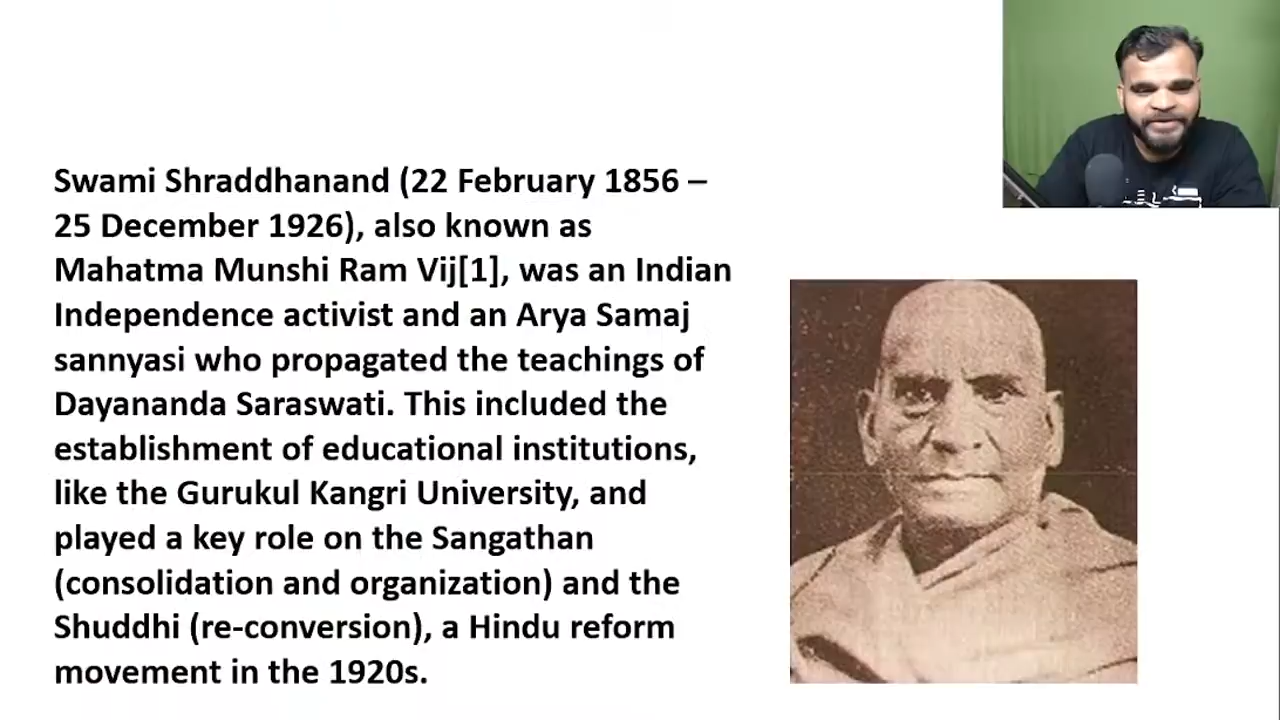 Swami Shraddhanand (22 February 1856 –
25 December 1926), also known as
Mahatma Munshi Ram Vij[1], was an Indian
Independence activist and an Arya Samaj
sannyasi who propagated the teachings of
Dayananda Saraswati. This included the
establishment of educational institutions,
like the Gurukul Kangri University, and
played a key role on the Sangathan
(consolidation and organization) and the
Shuddhi (re-conversion), a Hindu reform
movement in the 1920s.